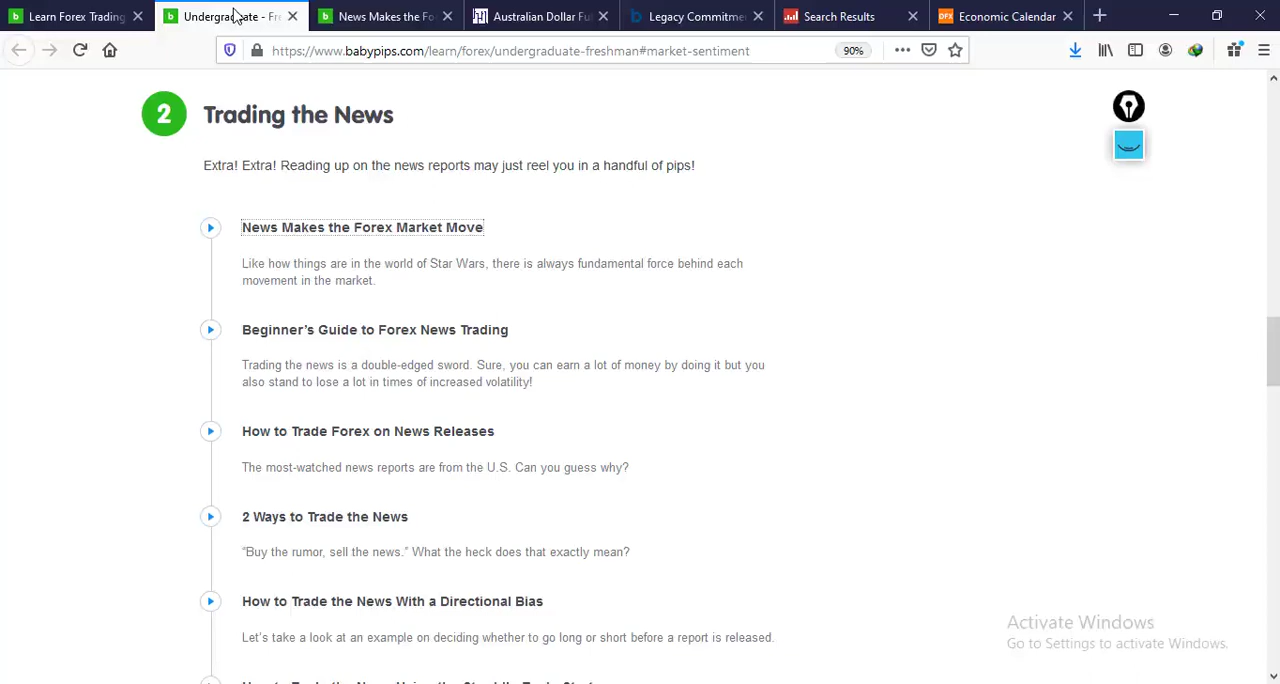 Learn Forex Trading
Undergraduate - Fre
News Makes the Fo
Australian Dollar Fu
Legacy Commitme
Search Results
DFX
Economic Calendar
https://www.babypips.com/learn/forex/undergraduate-freshman#market-sentiment
90%
2
Trading the News
Extra! Extra! Reading up on the news reports may just reel you in a handful of pips!
News Makes the Forex Market Move
Like how things are in the world of Star Wars, there is always fundamental force behind each
movement in the market.
Beginner’s Guide to Forex News Trading
Trading the news is a double-edged sword. Sure, you can earn a lot of money by doing it but you
also stand to lose a lot in times of increased volatility!
How to Trade Forex on News Releases
The most-watched news reports are from the U.S. Can you guess why?
2 Ways to Trade the News
“Buy the rumor, sell the news.” What the heck does that exactly mean?
How to Trade the News With a Directional Bias
Let’s take a look at an example on deciding whether to go long or short before a report is released.
Activate Windows
Go to Settings to activate Windows.